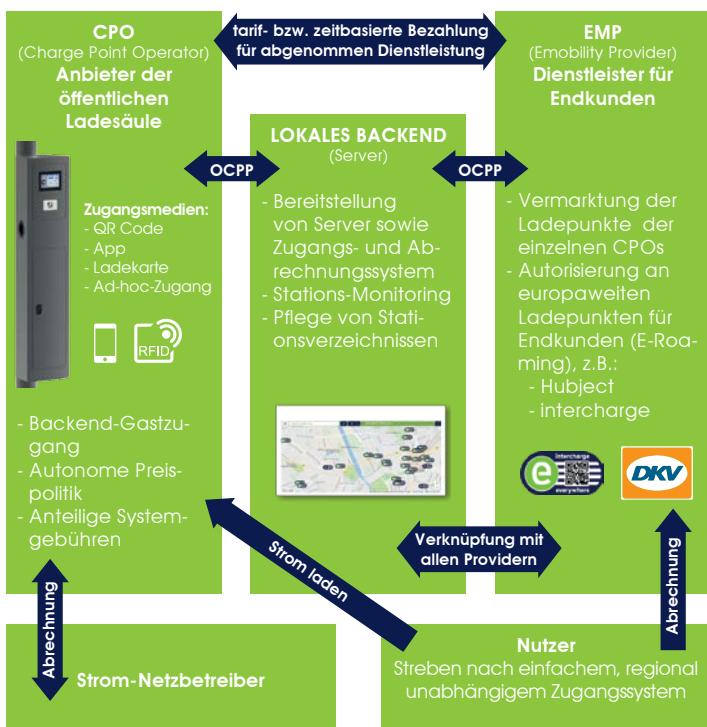 CPO
(Charge Point Operator)
Anbieter der
öffentlichen
Ladesäule
tarif- bzw. zeitbasierte Bezahlung
für abgenommen Dienstleistung
EMP
(Emobility Provider)
Dienstleister für
Endkunden
LOKALES BACKEND
(Server)
OCPP
OCPP
Zugangsmedien:
- QR Code
- App
- Ladekarte
- Ad-hoc-Zugang
RFID
- Bereitstellung
von Server sowie
Zugangs- und Ab-
rechnungssystem
- Stations-Monitoring
- Pflege von Stati-
onsverzeichnissen
- Vermarktung der
Ladepunkte der
einzelnen CPOs
- Autorisierung an
europaweiten
Ladepunkten für
Endkunden (E-Roa-
ming), z.B.:
- Hubject
- intercharge
- Backend-Gastzu-
gang
- Autonome Preis-
politik
- Anteilige System-
gebühren
intercharge
e
everywhere
DKV
Verknüpfung mit
allen Providern
Strom laden
Abrechnung
Abrechnung
Strom-Netzbetreiber
Nutzer
Streben nach einfachem, regional
unabhängigem Zugangssystem